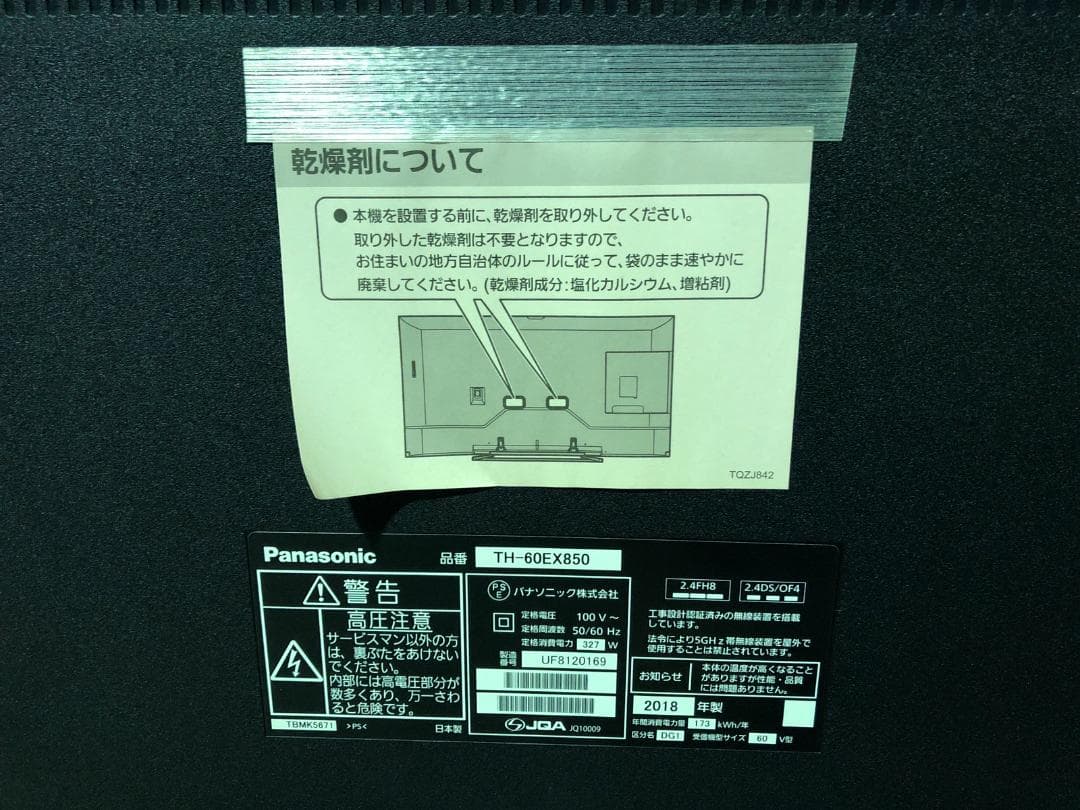 乾燥剤について
● 本機を設置する前に、乾燥剤を取り外してください。
取り外した乾燥剤は不要となりますので、
お住まいの地方自治体のルールに従って、袋のまま速やかに
廃棄してください。(乾燥剤成分:塩化カルシウム、増粘剤)
TQZJ842
Panasonic 品番 TH-60EX850
警告
高圧注意
サービスマン以外の方
は、裏ぶたをあけない
でください。
内部には高電圧部分が
数多くあり、万一さわ
ると危険です。
TBMK5671 >PS< 日本製
PSE パナソニック株式会社
定格電圧 100 V~
定格周波数 50/60 Hz
定格消費電力 327 W
製造番号 UF8120169
JQA JQ10009
2.4FH8 2.4DS/OF4
工事設計認証済みの無線装置を搭載
しています。
法令により5GHz帯無線装置を屋外で
使用することは禁止されています。
お知らせ
本体の温度が高くなること
がありますが性能・品質
には問題ありません。
2018 年製
年間消費電力量 173 kWh/年
区分名 DG1 受信機型サイズ 60 V型